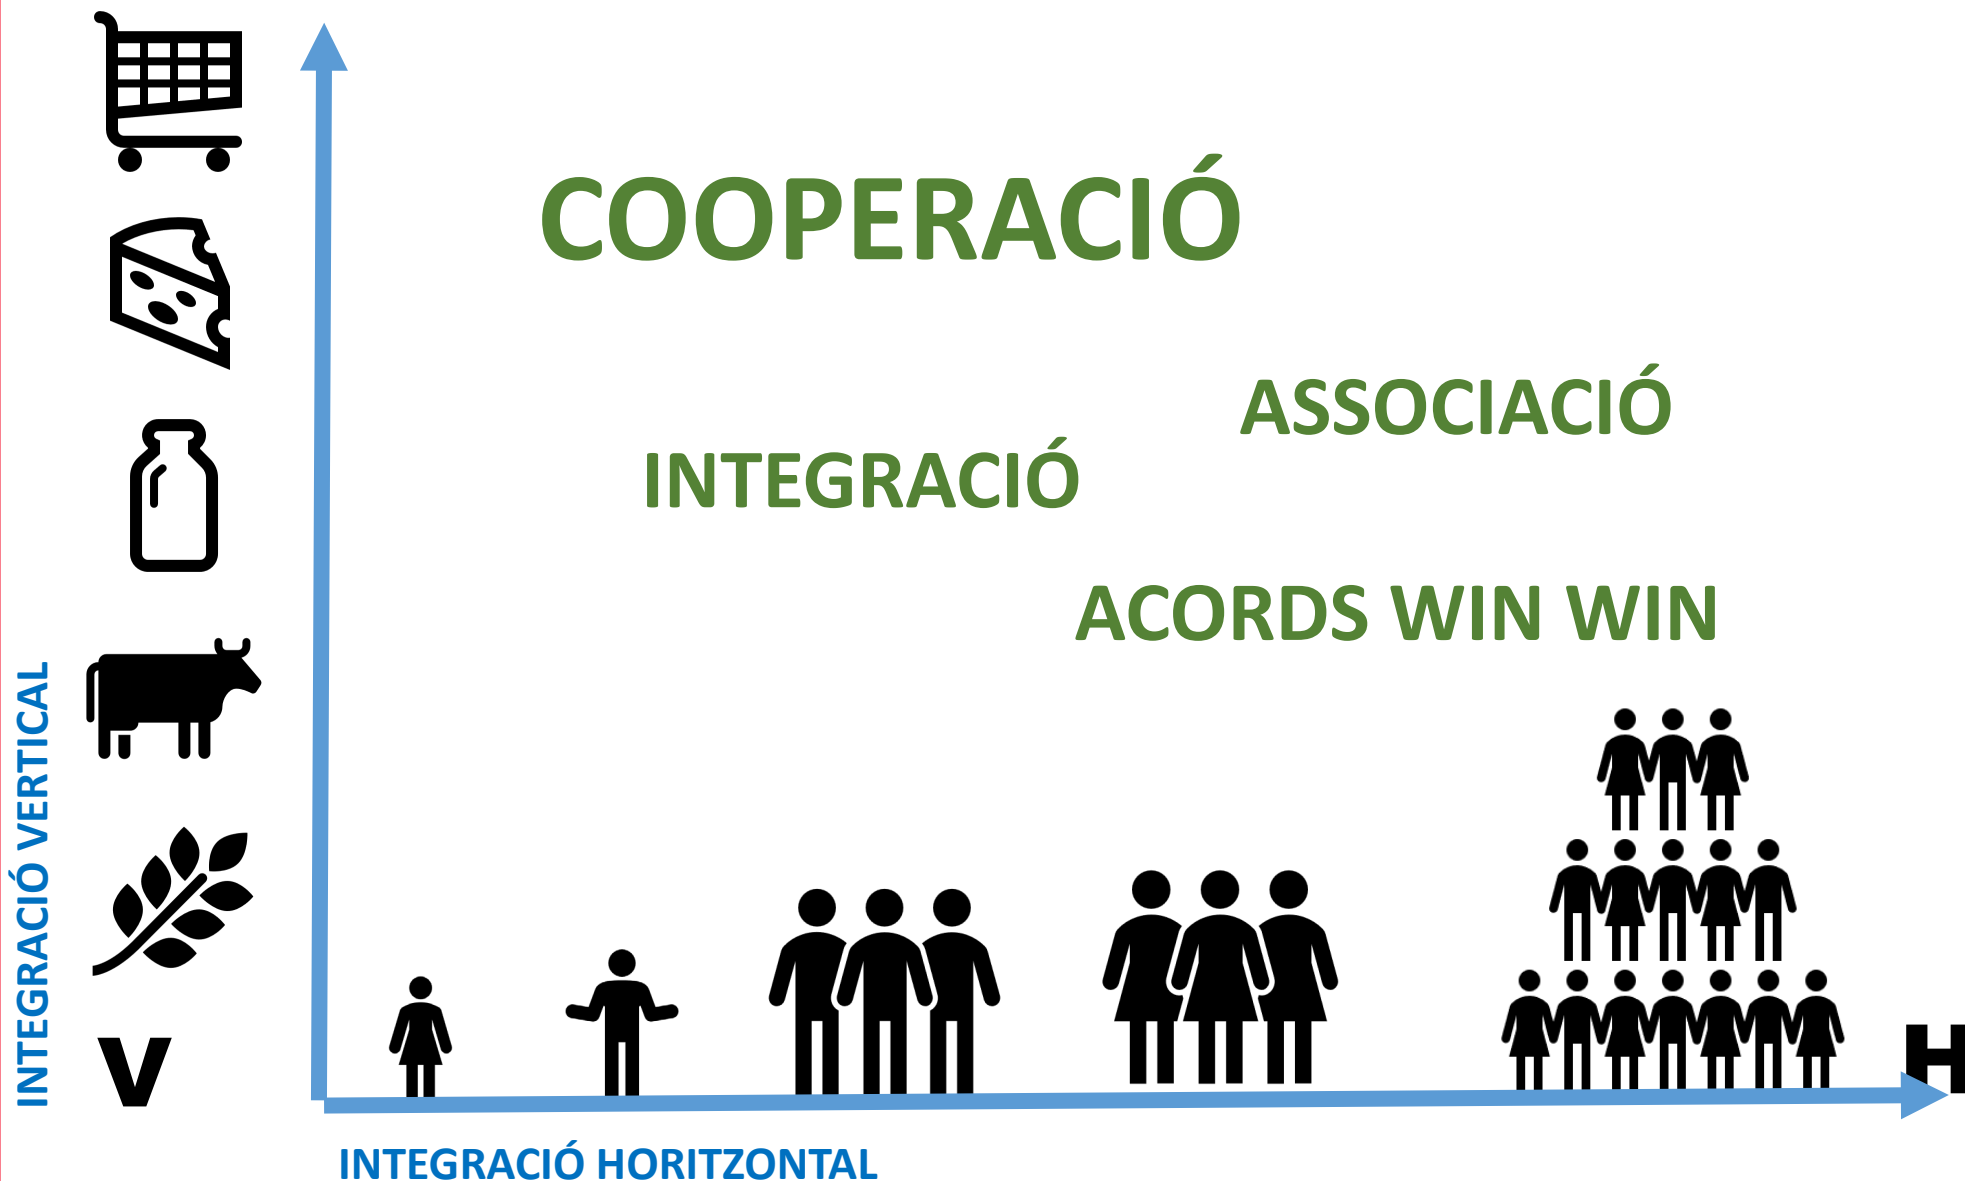 COOPERACIÓ
ASSOCIACIÓ
INTEGRACIÓ
ACORDS WIN WIN
INTEGRACIÓ VERTICAL
V
H
INTEGRACIÓ HORITZONTAL